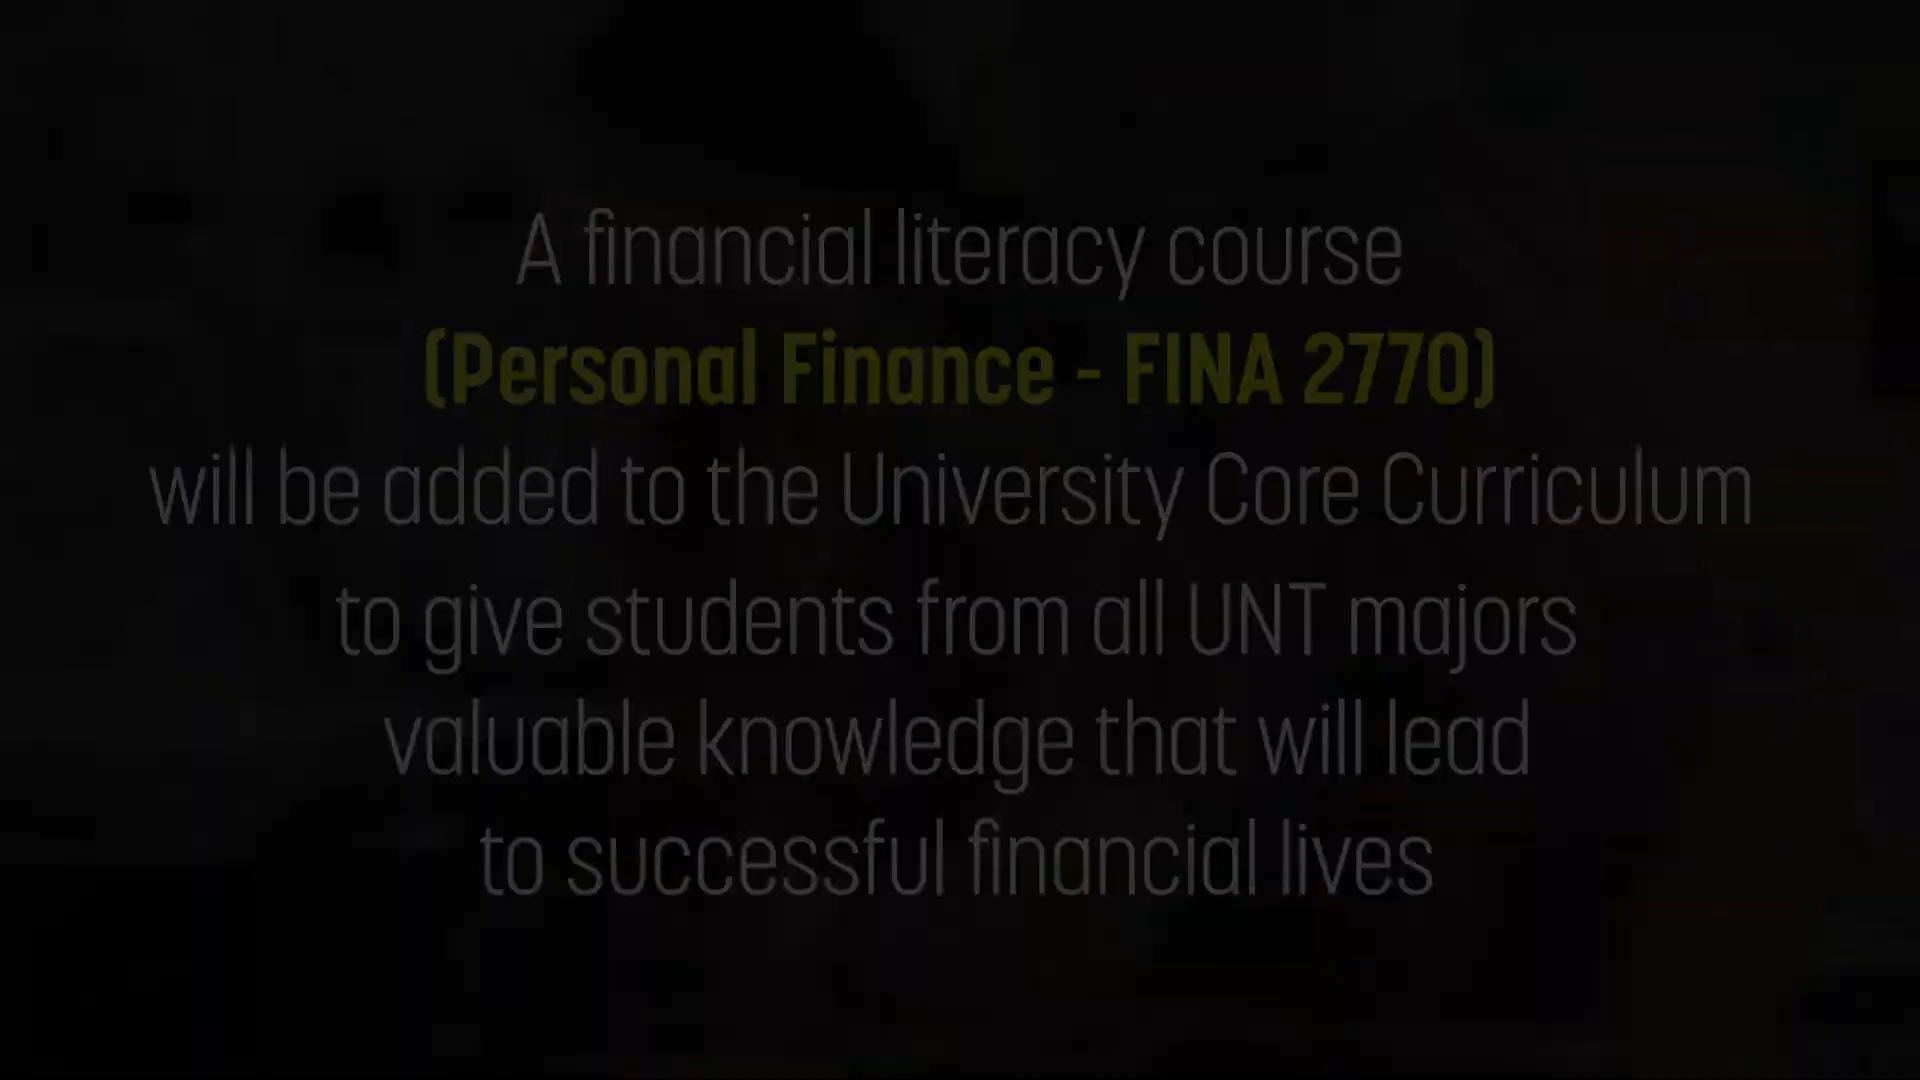 A financial literacy course
(Personal Finance - FINA 2770)
will be added to the University Core Curriculum
to give students from all UNT majors
valuable knowledge that will lead
to successful financial lives